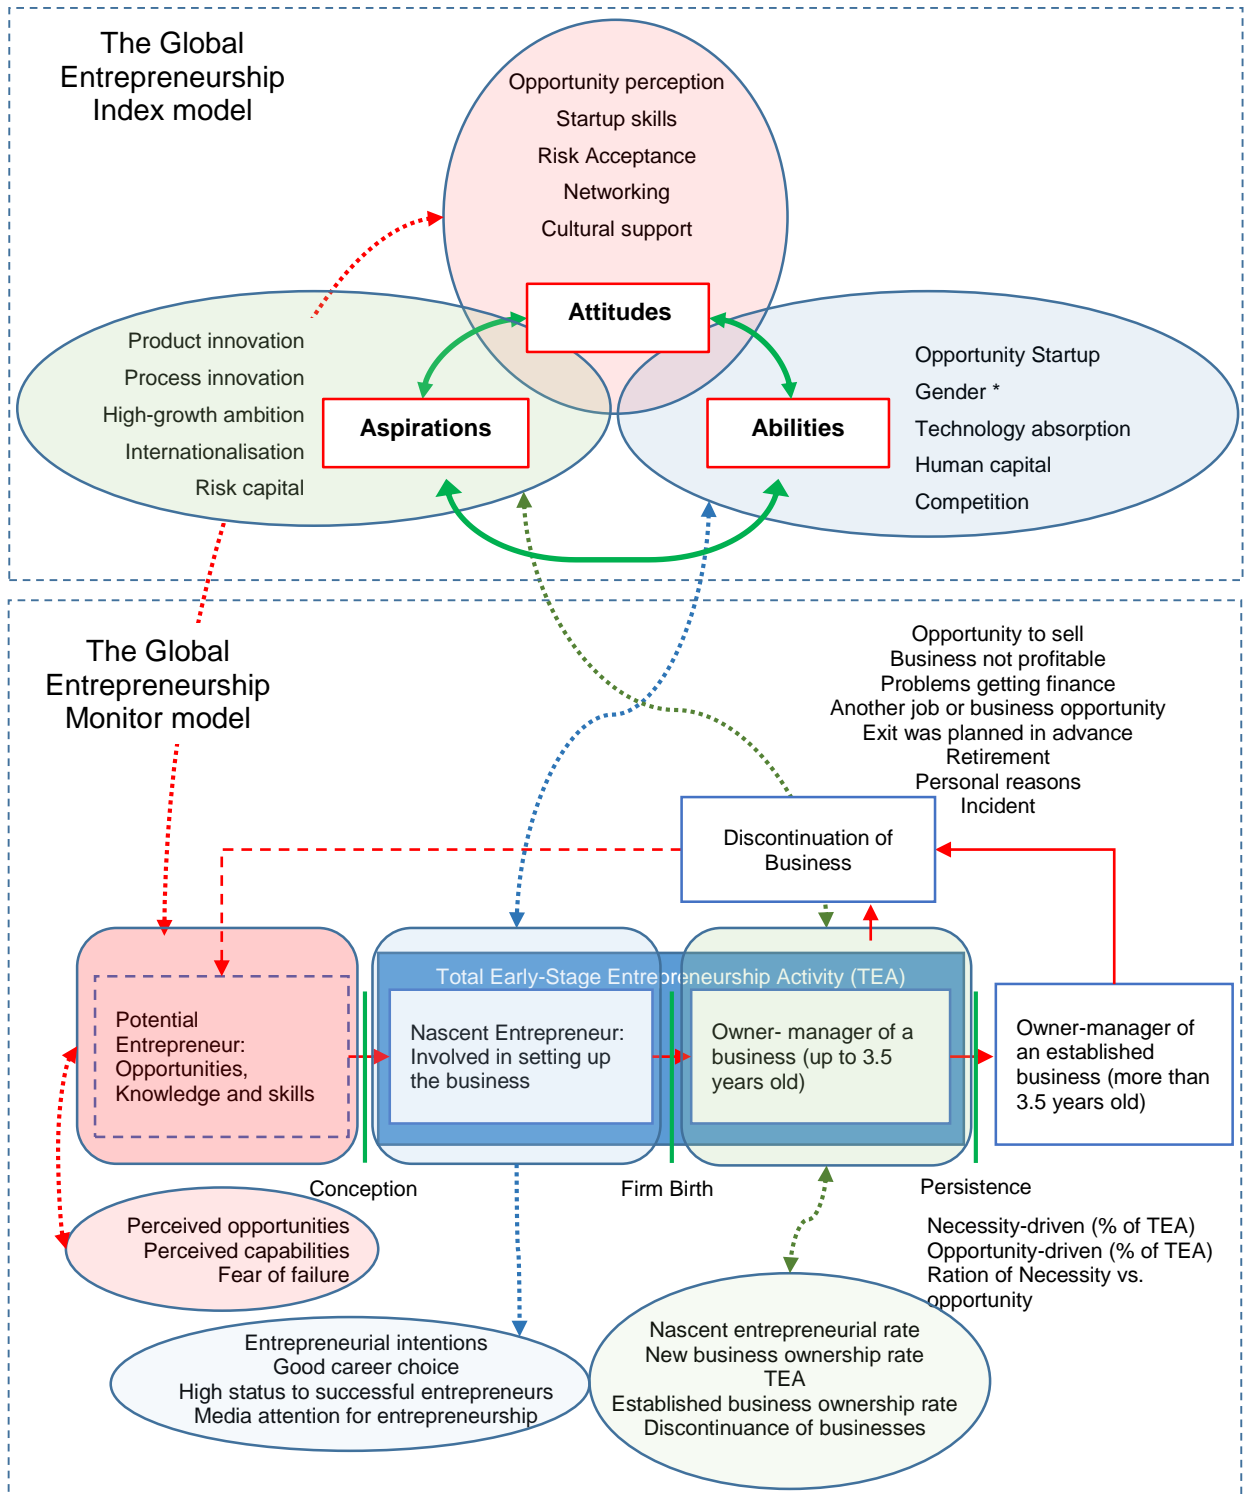 The Global
Entrepreneurship
Index model
Opportunity perception
Startup skills
Risk Acceptance
Networking
Cultural support
Attitudes
Product innovation
Process innovation
High-growth ambition
Internationalisation
Risk capital
Aspirations
Abilities
Opportunity Startup
Gender *
Technology absorption
Human capital
Competition
The Global
Entrepreneurship
Monitor model
Opportunity to sell
Business not profitable
Problems getting finance
Another job or business opportunity
Exit was planned in advance
Retirement
Personal reasons
Incident
Discontinuation of
Business
Total Early-Stage Entrepreneurship Activity (TEA)
Potential
Entrepreneur:
Opportunities,
Knowledge and skills
Nascent Entrepreneur:
Involved in setting up
the business
Owner- manager of a
business (up to 3.5
years old)
Owner-manager of
an established
business (more than
3.5 years old)
Conception
Firm Birth
Persistence
Perceived opportunities
Perceived capabilities
Fear of failure
Necessity-driven (% of TEA)
Opportunity-driven (% of TEA)
Ration of Necessity vs.
opportunity
Entrepreneurial intentions
Good career choice
High status to successful entrepreneurs
Media attention for entrepreneurship
Nascent entrepreneurial rate
New business ownership rate
TEA
Established business ownership rate
Discontinuance of businesses